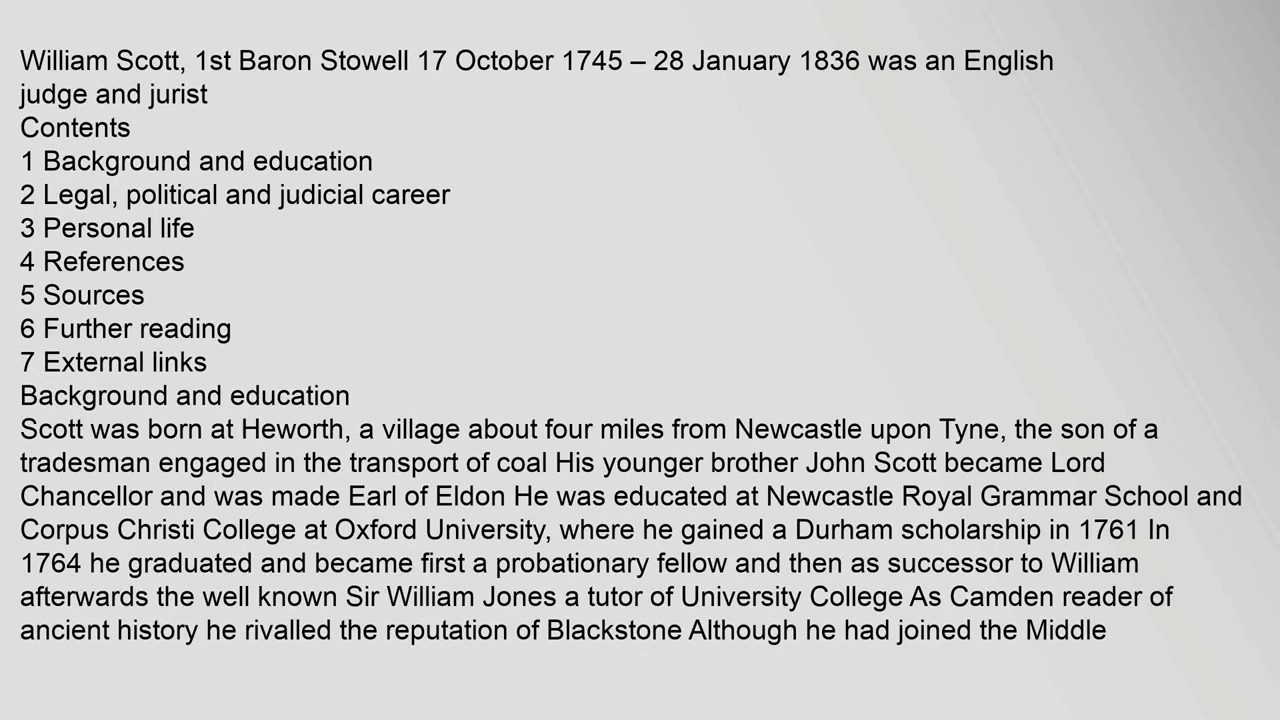 William Scott, 1st Baron Stowell 17 October 1745 – 28 January 1836 was an English
judge and jurist
Contents
1 Background and education
2 Legal, political and judicial career
3 Personal life
4 References
5 Sources
6 Further reading
7 External links
Background and education
Scott was born at Heworth, a village about four miles from Newcastle upon Tyne, the son of a
tradesman engaged in the transport of coal His younger brother John Scott became Lord
Chancellor and was made Earl of Eldon He was educated at Newcastle Royal Grammar School and
Corpus Christi College at Oxford University, where he gained a Durham scholarship in 1761 In
1764 he graduated and became first a probationary fellow and then as successor to William
afterwards the well known Sir William Jones a tutor of University College As Camden reader of
ancient history he rivalled the reputation of Blackstone Although he had joined the Middle